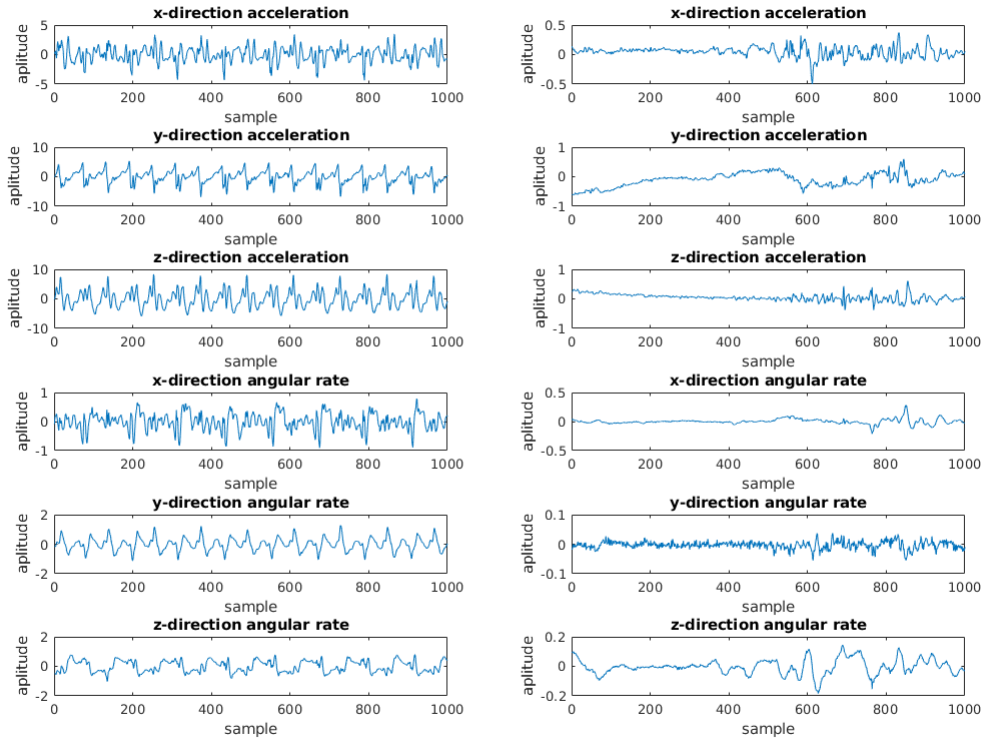 x-direction acceleration
5
0
-5
aplitude
0 200 400 600 800 1000
sample
y-direction acceleration
10
0
-10
aplitude
0 200 400 600 800 1000
sample
z-direction acceleration
10
0
-10
aplitude
0 200 400 600 800 1000
sample
x-direction angular rate
1
0
-1
aplitude
0 200 400 600 800 1000
sample
y-direction angular rate
2
0
-2
aplitude
0 200 400 600 800 1000
sample
z-direction angular rate
2
0
-2
aplitude
0 200 400 600 800 1000
sample
x-direction acceleration
0.5
0
-0.5
aplitude
0 200 400 600 800 1000
sample
y-direction acceleration
1
0
-1
aplitude
0 200 400 600 800 1000
sample
z-direction acceleration
1
0
-1
aplitude
0 200 400 600 800 1000
sample
x-direction angular rate
0.5
0
-0.5
aplitude
0 200 400 600 800 1000
sample
y-direction angular rate
0.1
0
-0.1
aplitude
0 200 400 600 800 1000
sample
z-direction angular rate
0.2
0
-0.2
aplitude
0 200 400 600 800 1000
sample